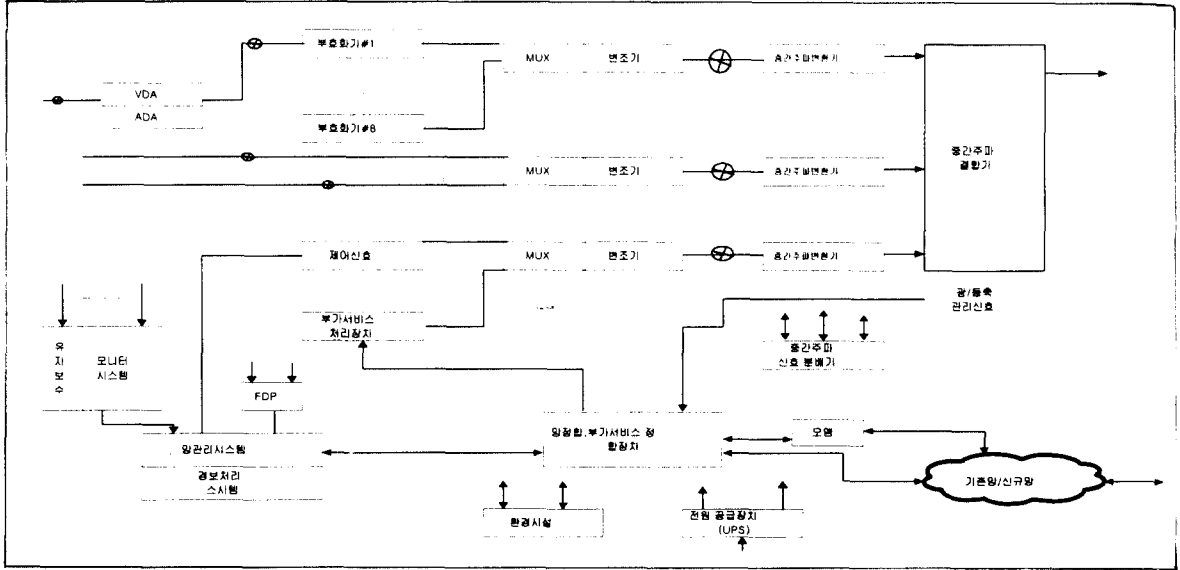 부호화기#1
MUX 변조기 중간주파변환기
VDA
ADA
부호화기#8
중간주파
결합기
MUX 변조기 중간주파변환기
제어신호
MUX 변조기 중간주파변환기
광/동축
관리신호
부가서비스
처리장치
유지보수
모니터
시스템
중간주파
신호 분배기
FDP
망관리시스템
경보처리
스시템
망정합,부가서비스 정
합장치
모뎀
기존망/신규망
환경시설
전원 공급장치
(UPS)